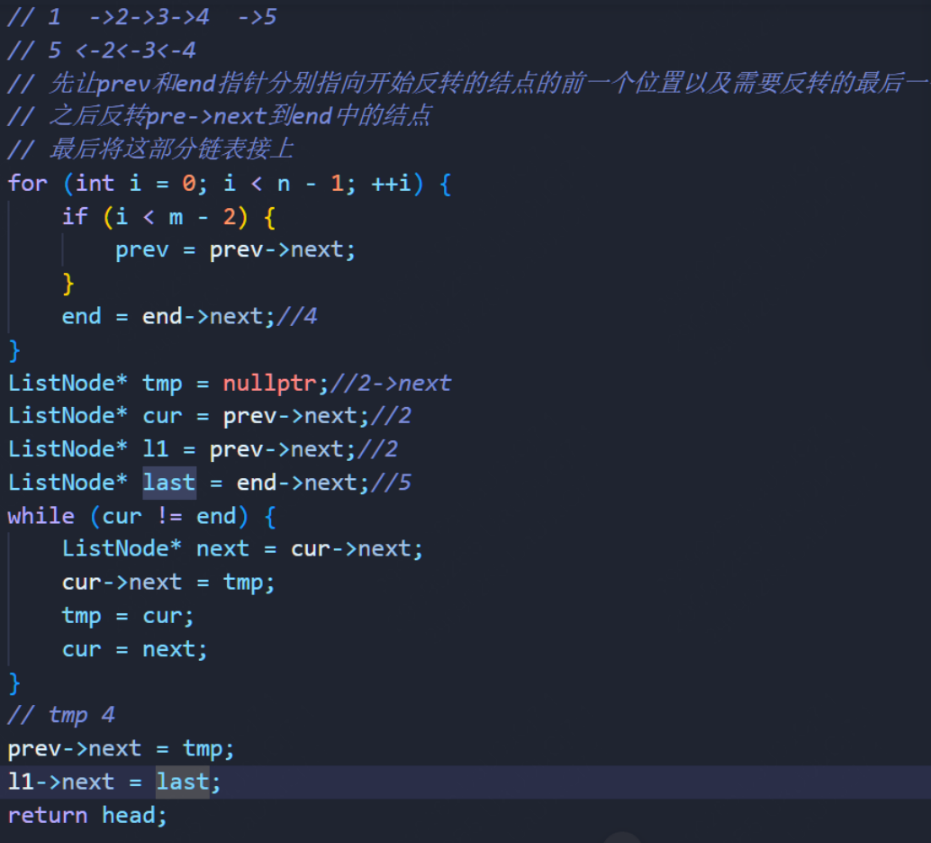 // 1  ->2->3->4  ->5
// 5 <-2<-3<-4
// 先让prev和end指针分别指向开始反转的结点的前一个位置以及需要反转的最后一
// 之后反转pre->next到end中的结点
// 最后将这部分链表接上
for (int i = 0; i < n - 1; ++i) {
    if (i < m - 2) {
        prev = prev->next;
    }
    end = end->next;//4
}
ListNode* tmp = nullptr;//2->next
ListNode* cur = prev->next;//2
ListNode* l1 = prev->next;//2
ListNode* last = end->next;//5
while (cur != end) {
    ListNode* next = cur->next;
    cur->next = tmp;
    tmp = cur;
    cur = next;
}
// tmp 4
prev->next = tmp;
l1->next = last;
return head;